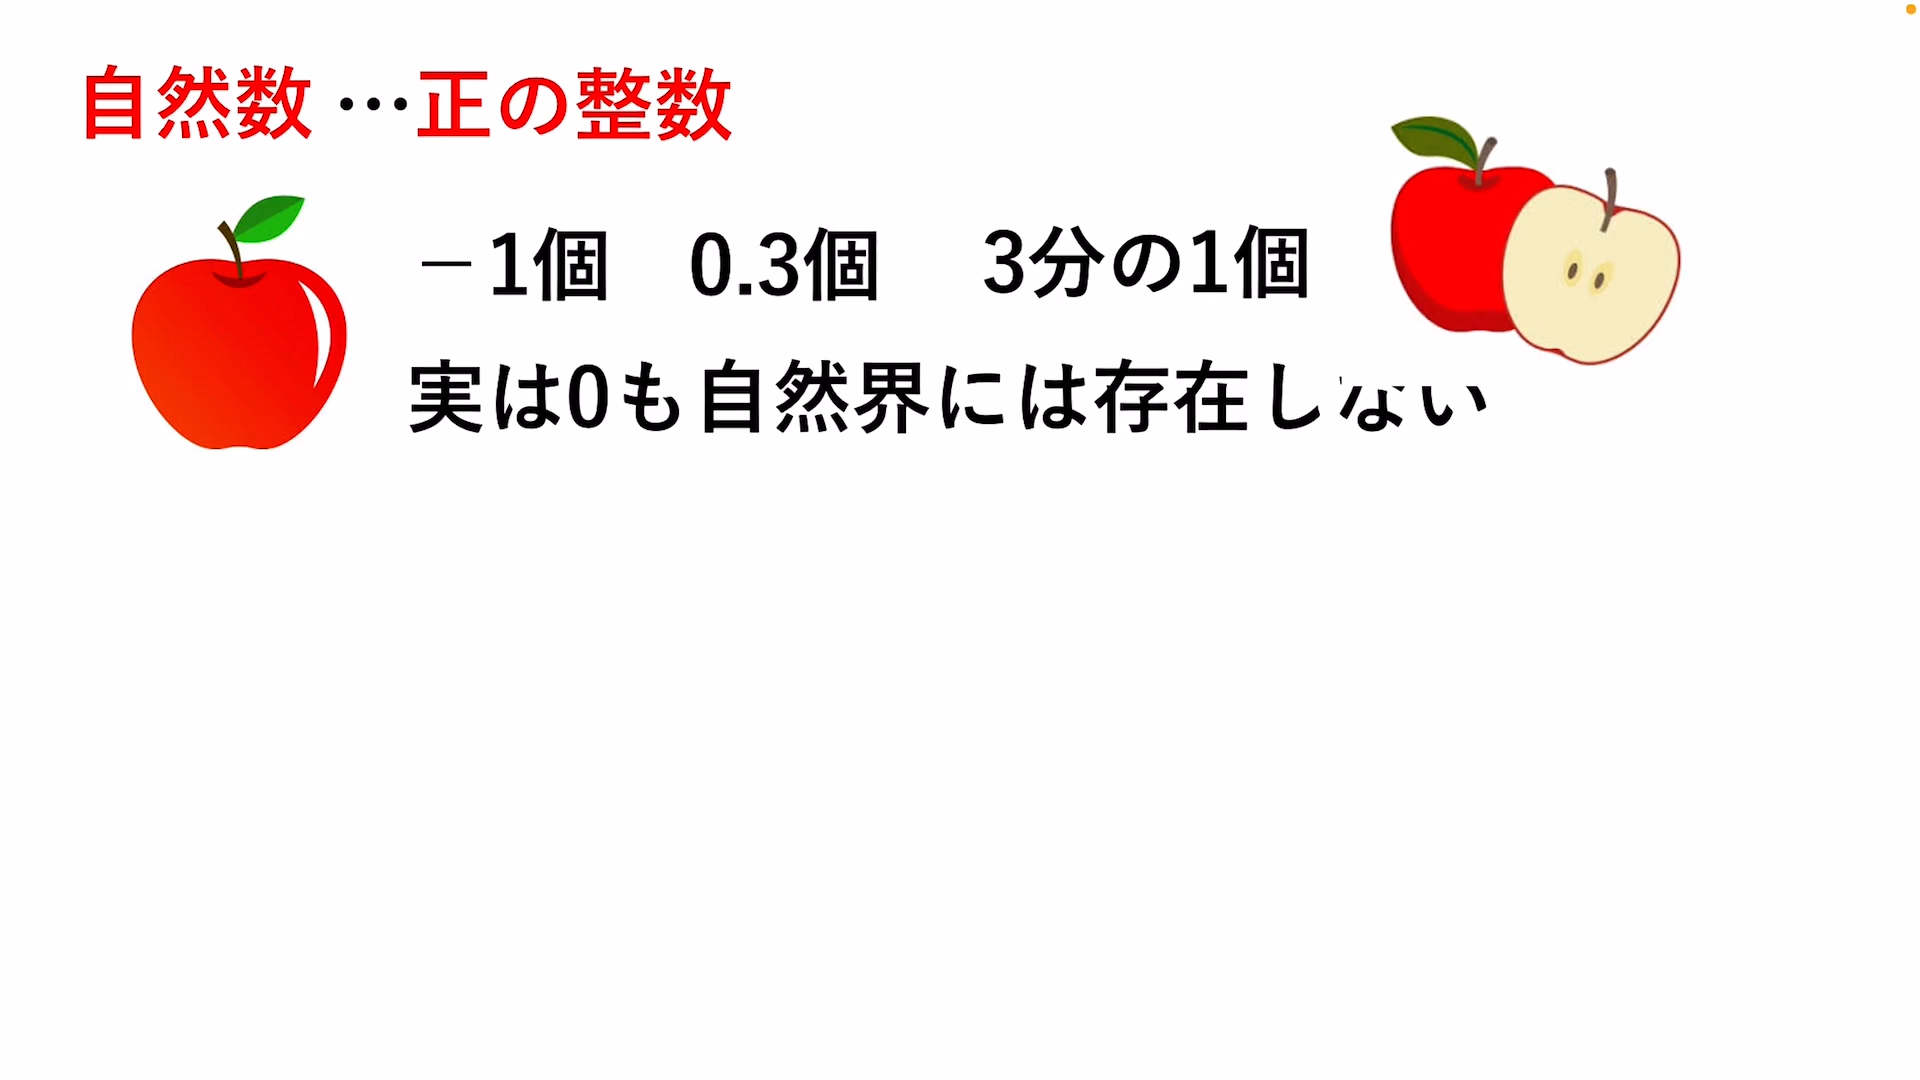 自然数…正の整数
－1個　0.3個　3分の1個
実は0も自然界には存在しない